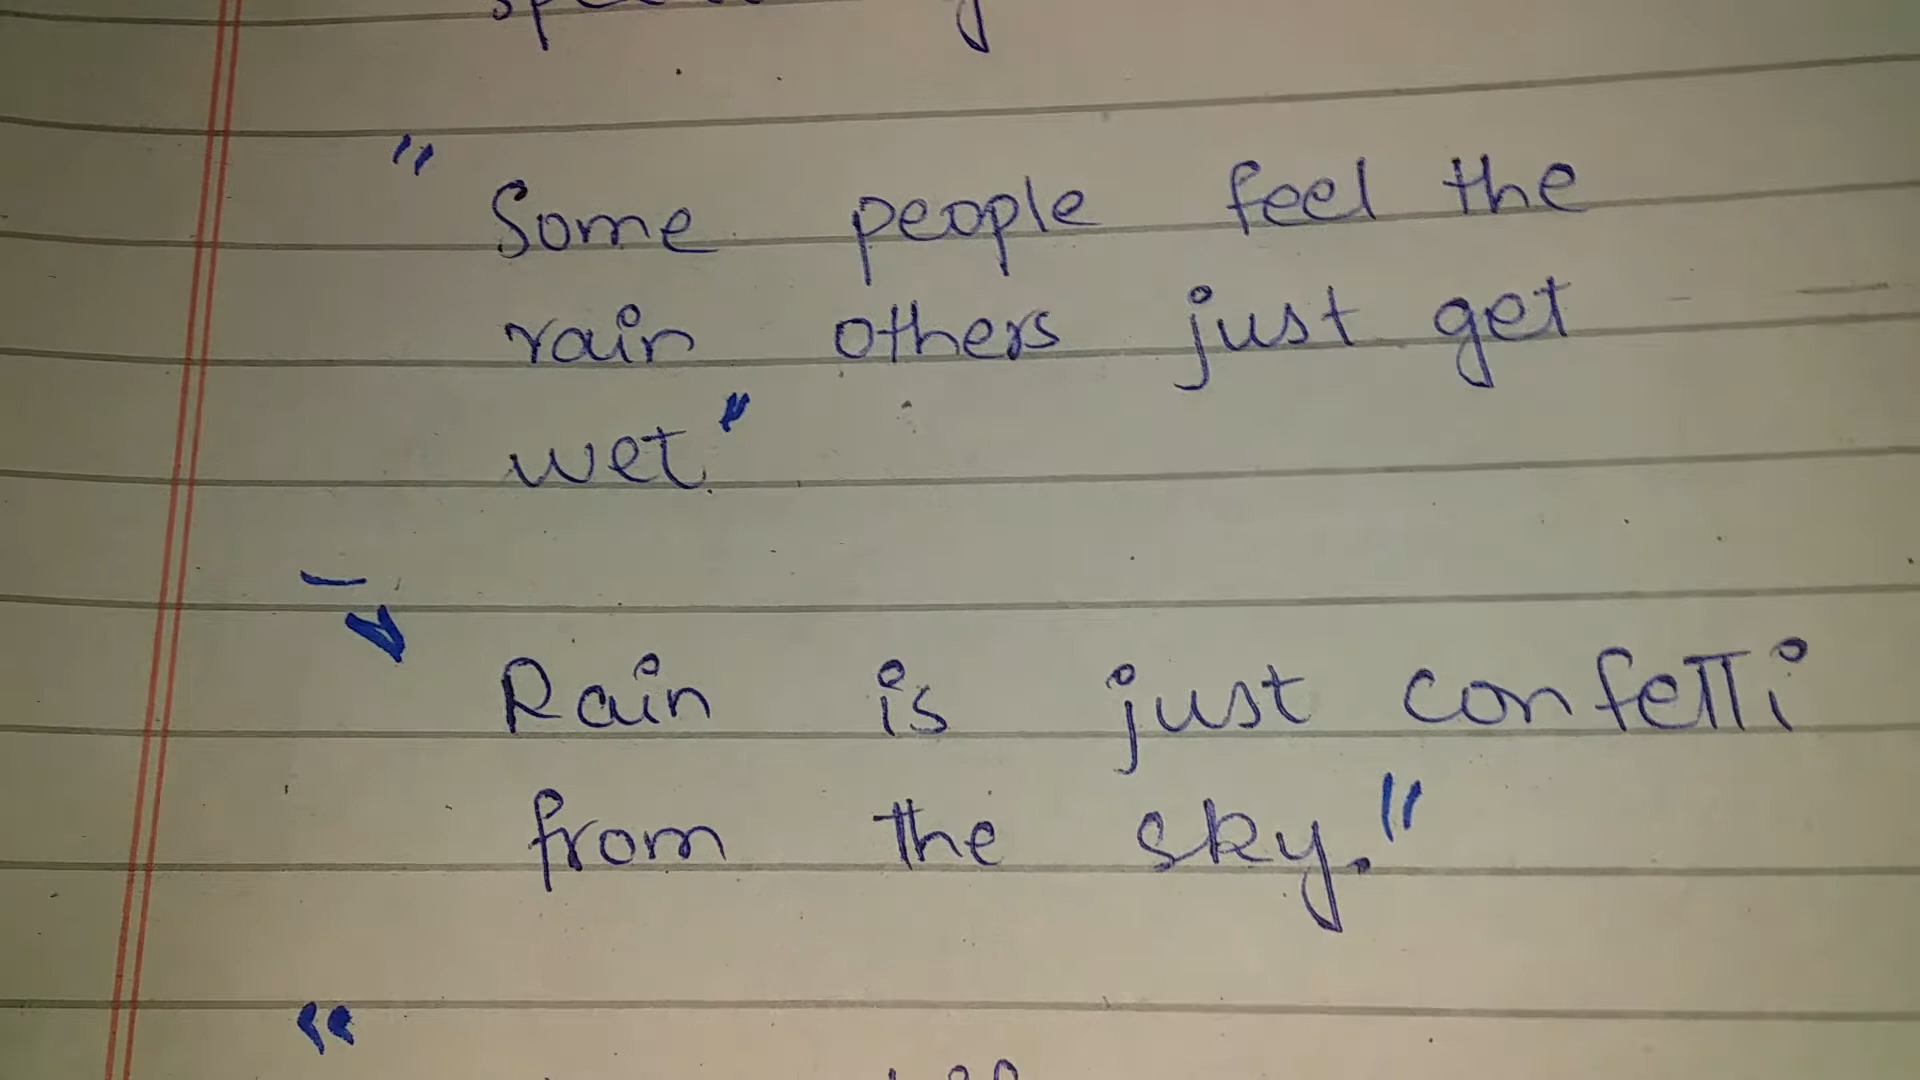 " Some people feel the
rain others just get
wet"
Rain is just confetti
from the sky."
"